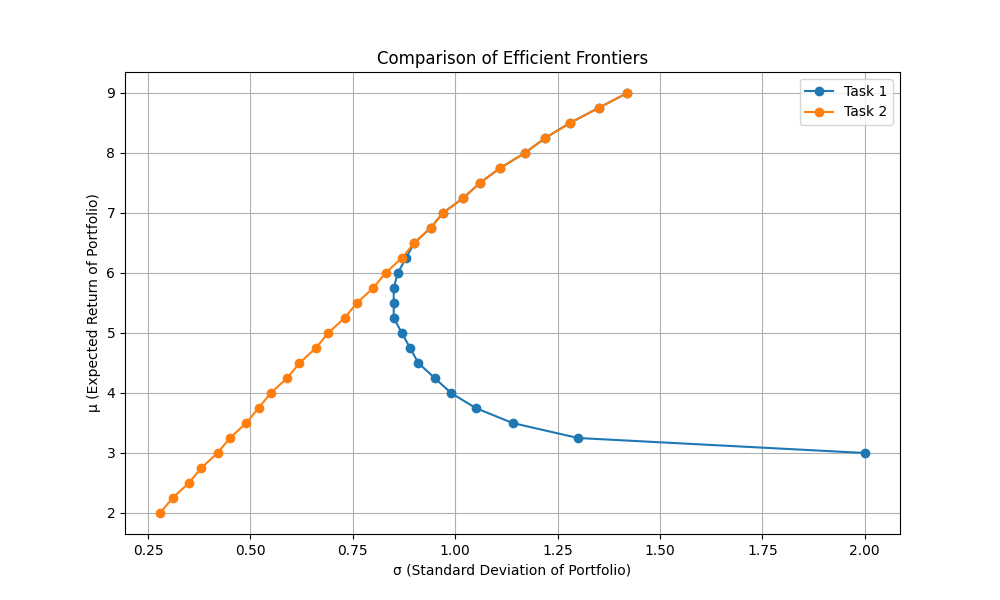 Comparison of Efficient Frontiers
Task 1
Task 2
μ (Expected Return of Portfolio)
9
8
7
6
5
4
3
2
0.25 0.50 0.75 1.00 1.25 1.50 1.75 2.00
σ (Standard Deviation of Portfolio)